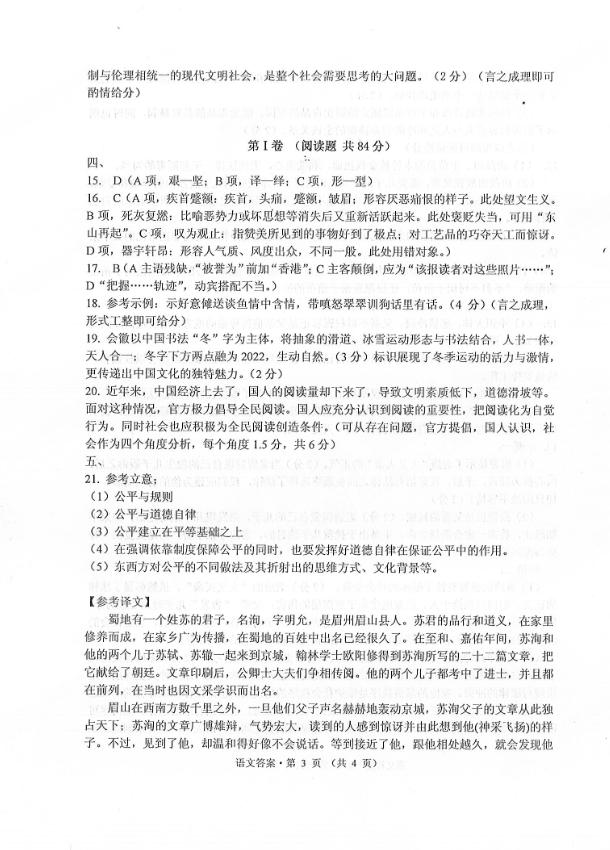 制与伦理相统一的现代文明社会，是整个社会需要思考的大问题。（2 分）（言之成理即可
酌情给分）
第 I 卷 （阅读题 共 84 分）
四、
15. D（A 项，艰—坚；B 项，译—绎；C 项，形—型）
16. C（A 项，疾首蹙额：疾首，头痛，蹙额，皱眉；形容厌恶痛恨的样子。此处望文生义。
B 项，死灰复燃：比喻恶势力或坏思想等消失后又重新活跃起来。此处褒贬失当，可用“东
山再起”。C 项，叹为观止：指赞美所见到的事物好到了极点；对工艺品的巧夺天工而惊讶。
D 项，器宇轩昂：形容人气质、风度出众，不同一般。此处用错对象。）
17. B（A 主语残缺，“被誉为”前加“香港”；C 主客颠倒，应为“该报读者对这些照片……”；
D“把握……轨迹”，动宾搭配不当。）
18. 参考示例：示好意傩送谈鱼情中含情，带嗔怒翠翠训狗话里有话。（4 分）（言之成理，
形式工整即可给分）
19. 会徽以中国书法“冬”字为主体，将抽象的滑道、冰雪运动形态与书法结合，人书一体，
天人合一；冬字下方两点融为 2022，生动自然。（3 分）标识展现了冬季运动的活力与激情，
更传递出中国文化的独特魅力。（2 分）
20. 近年来，中国经济上去了，国人的阅读量却下来了，导致文明素质低下，道德滑坡等。
面对这种情况，官方极力倡导全民阅读。国人应充分认识到阅读的重要性，把阅读化为自觉
行为。同时社会也应积极为全民阅读创造条件。（可从存在问题，官方提倡，国人认识，社
会作为四个角度分析，每个角度 1.5 分，共 6 分）
五、
21. 参考立意：
（1）公平与规则
（2）公平与道德自律
（3）公平建立在平等基础之上
（4）在强调依靠制度保障公平的同时，也要发挥好道德自律在保证公平中的作用。
（5）东西方对公平的不同做法及其折射出的思维方式、文化背景等。
【参考译文】
蜀地有一个姓苏的君子，名洵，字明允，是眉州眉山县人。苏君的品行和道义，在家里
修养而成，在家乡广为传播，在蜀地的百姓中出名已经很久了。在至和、嘉佑年间，苏洵和
他的两个儿子苏轼、苏辙一起来到京城，翰林学士欧阳修得到苏洵所写的二十二篇文章，把
它献给了朝廷。文章印刷后，公卿士大夫们争相传阅。他的两个儿子都考中了进士，并且都
在前列，在当时也因文采学识而出名。
眉山在西南方数千里之外，一旦他们父子声名赫赫地轰动京城，苏洵父子的文章从此独
占天下；苏洵的文章广博雄辩，气势宏大，读到的人感到惊讶并由此想到他(神采飞扬)的样
子。不过，见到了他，却温和得好像不会说话。等到接近了他，跟他相处越久，就会发现他
语文答案·第 3 页 （共 4 页）